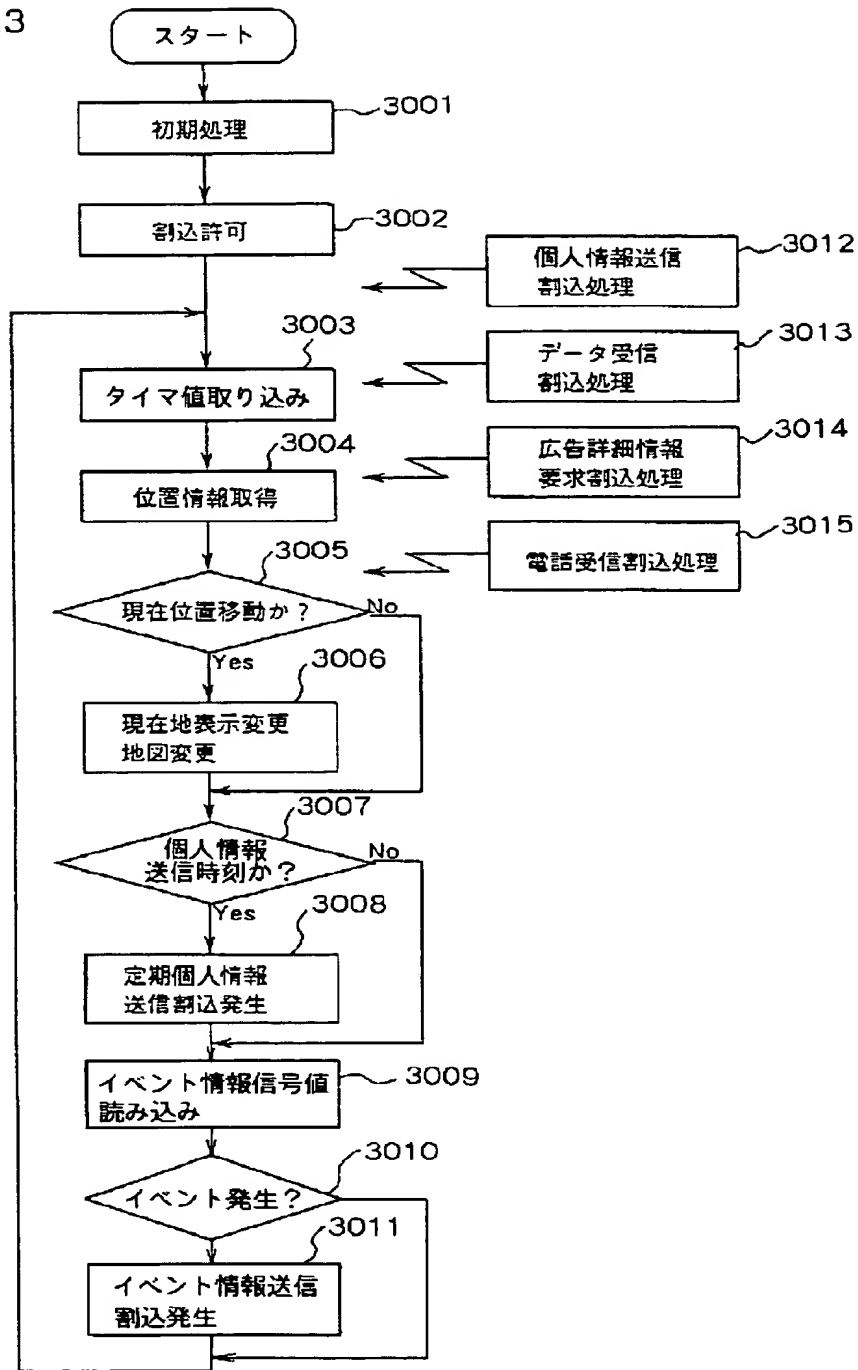 3
スタート
3001
初期処理
3002
割込許可
3012
個人情報送信
割込処理
3003
タイマ値取り込み
3013
データ受信
割込処理
3004
位置情報取得
3014
広告詳細情報
要求割込処理
3015
電話受信割込処理
3005
現在位置移動か?
No
Yes
3006
現在地表示変更
地図変更
3007
個人情報
送信時刻か?
No
Yes
3008
定期個人情報
送信割込発生
3009
イベント情報信号値
読み込み
3010
イベント発生?
3011
イベント情報送信
割込発生